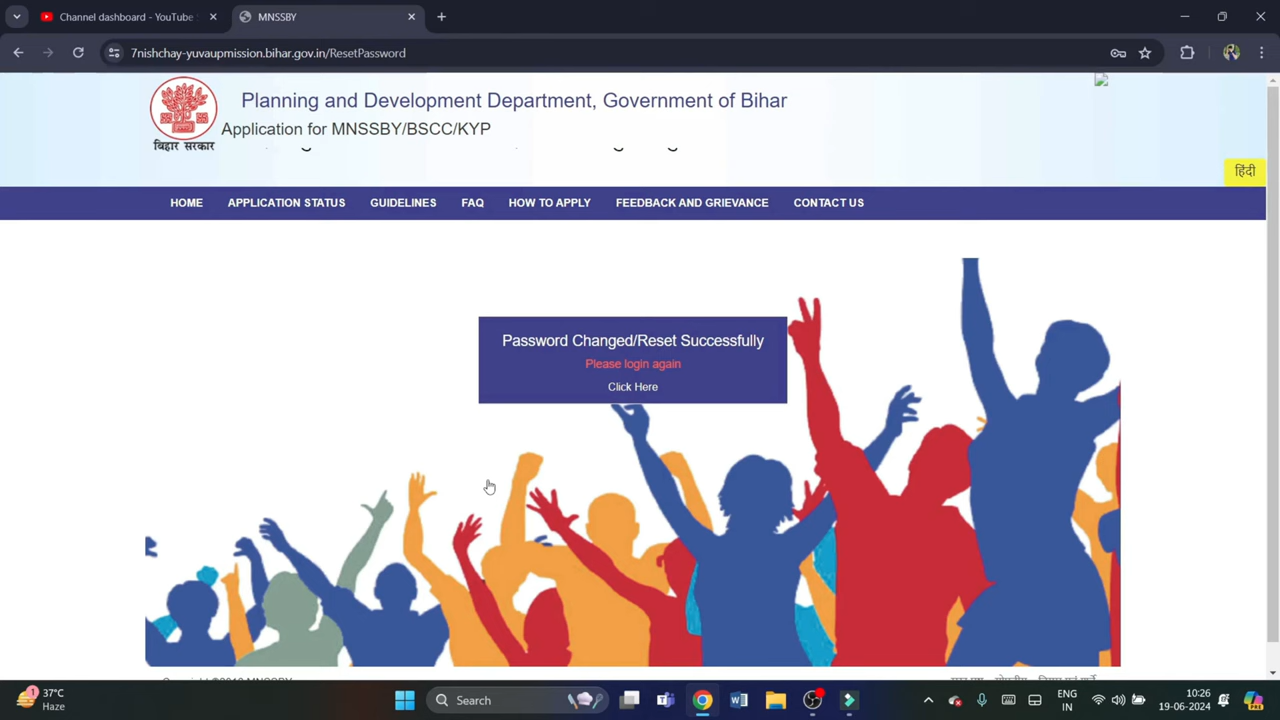 Channel dashboard - YouTube
MNSSBY
7nishchay-yuvaupmission.bihar.gov.in/ResetPassword
Planning and Development Department, Government of Bihar
Application for MNSSBY/BSCC/KYP
बिहार सरकार
हिंदी
HOME
APPLICATION STATUS
GUIDELINES
FAQ
HOW TO APPLY
FEEDBACK AND GRIEVANCE
CONTACT US
Password Changed/Reset Successfully
Please login again
Click Here
1
37°C
Haze
Search
ENG
IN
10:26
19-06-2024